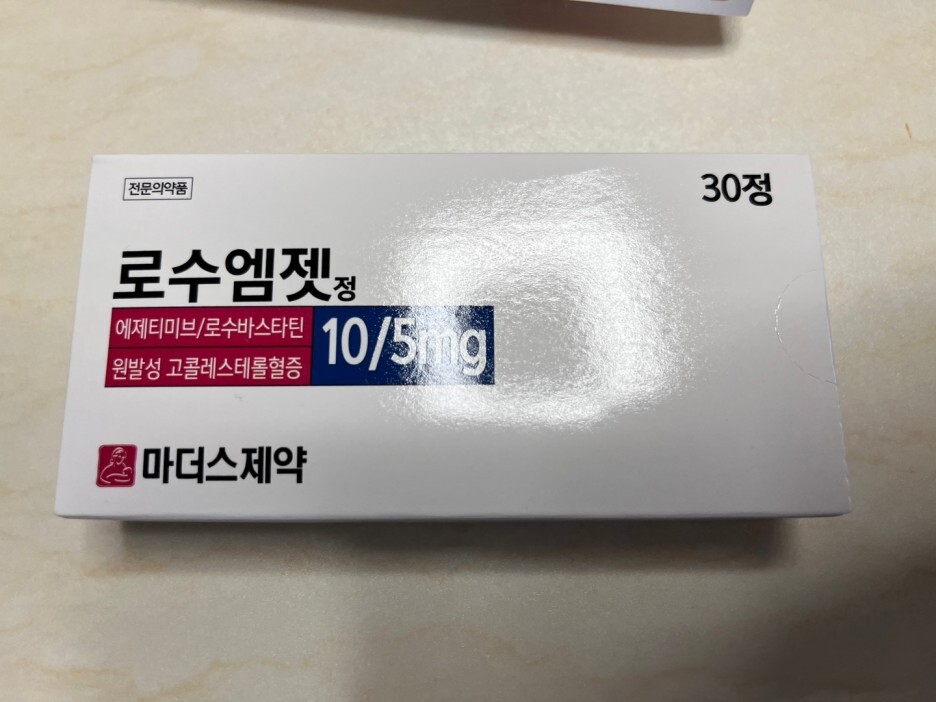 전문의약품
30정
로수엠젯정
에제티미브/로수바스타틴
원발성 고콜레스테롤혈증
10/5mg
마더스제약